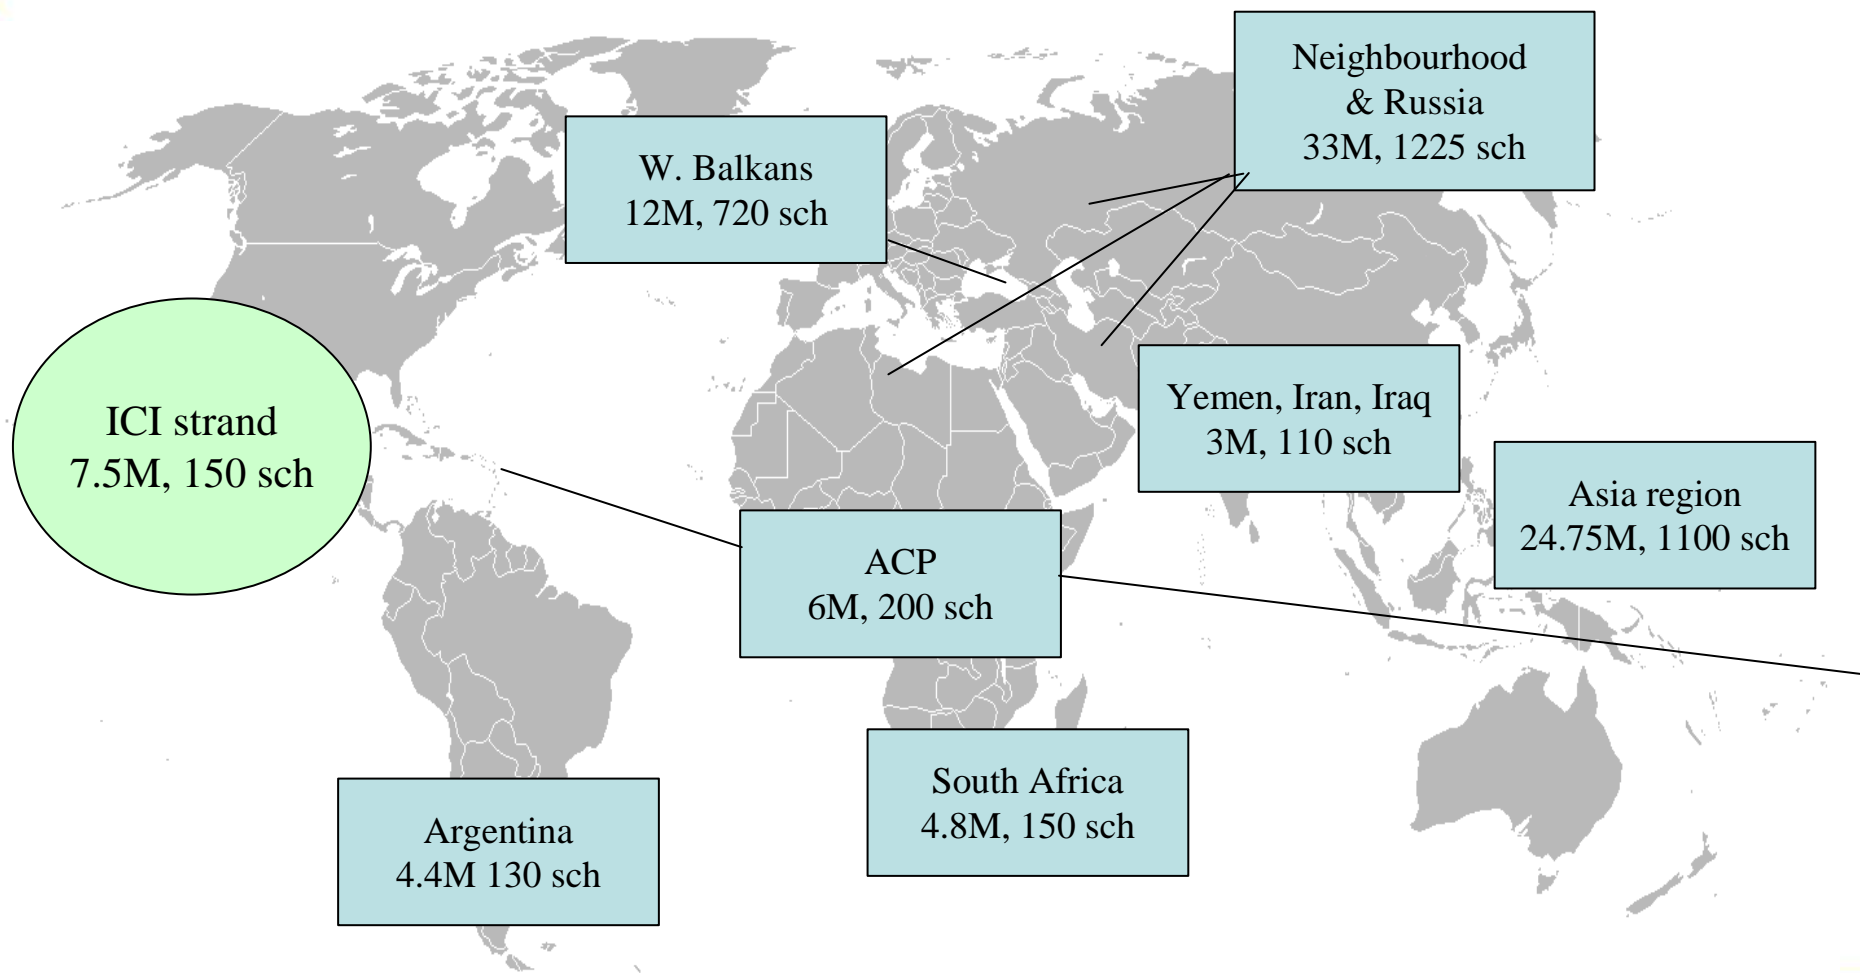 Neighbourhood
& Russia
33M, 1225 sch
W. Balkans
12M, 720 sch
ICI strand
7.5M, 150 sch
Yemen, Iran, Iraq
3M, 110 sch
Asia region
24.75M, 1100 sch
ACP
6M, 200 sch
South Africa
4.8M, 150 sch
Argentina
4.4M 130 sch